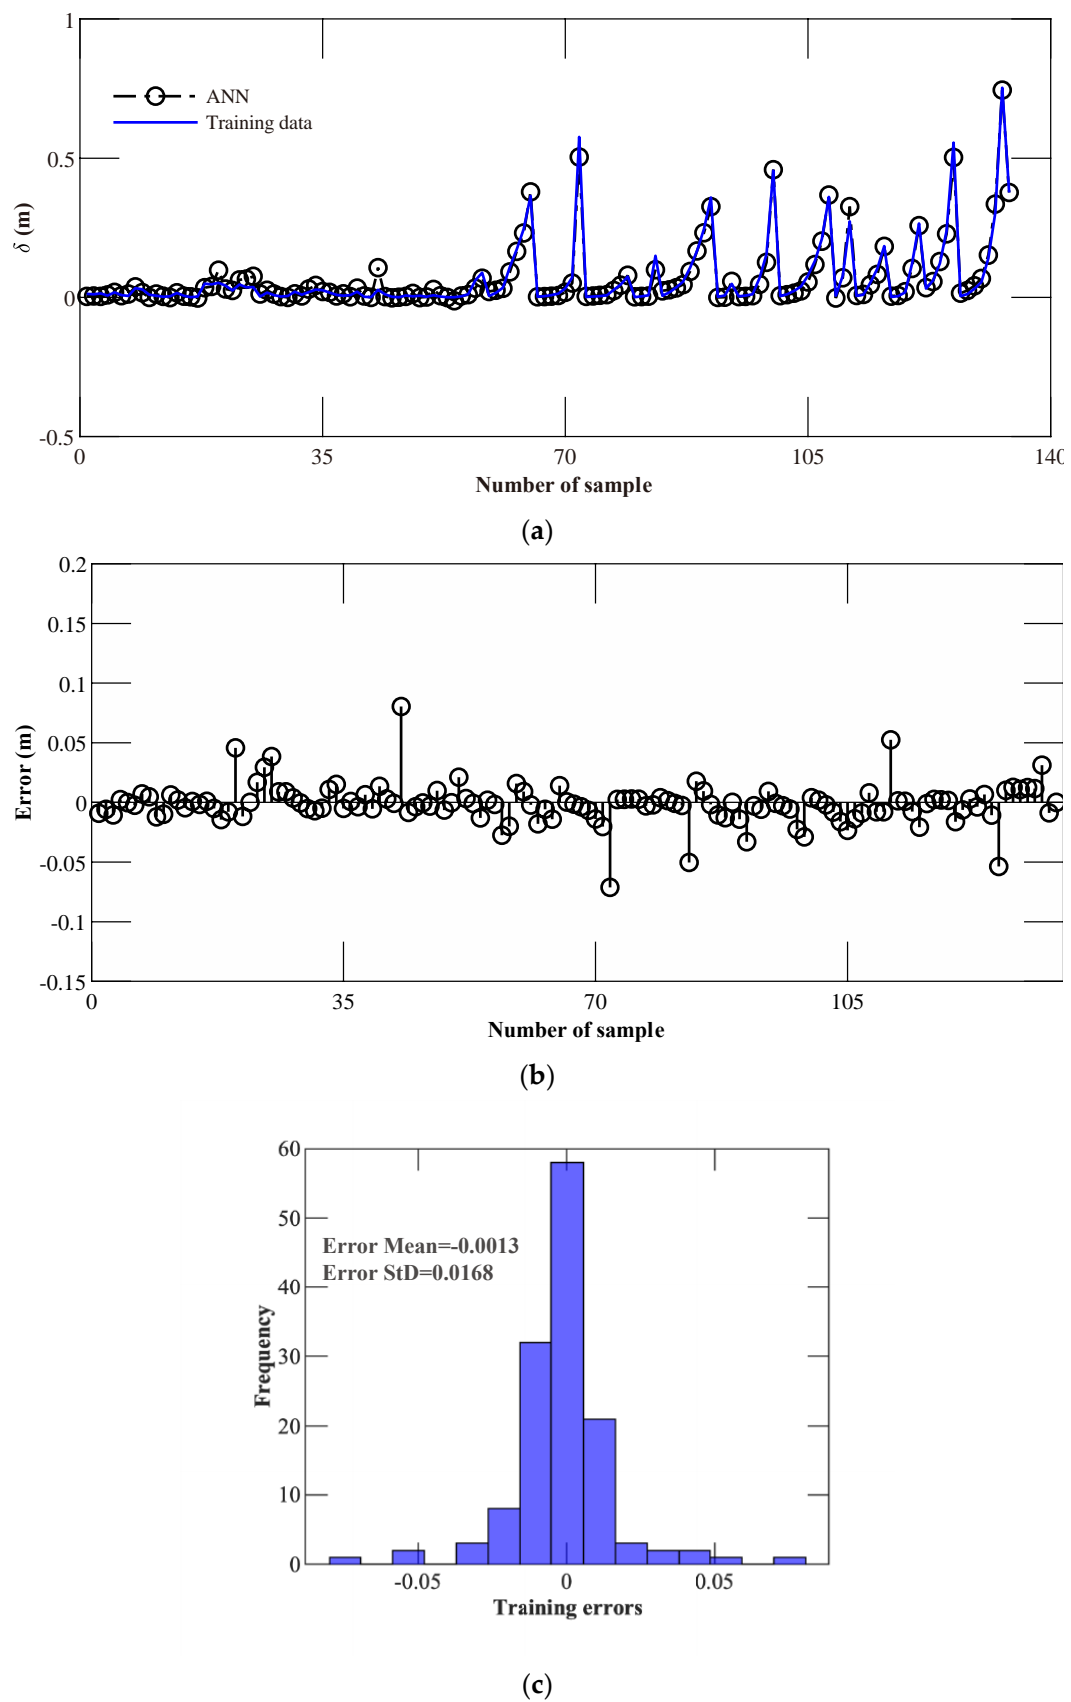 1
ANN
Training data
0.5
δ (m)
0
-0.5
0 35 70 105 140
Number of sample
(a)
0.2
0.15
0.1
0.05
Error (m)
0
-0.05
-0.1
-0.15
0 35 70 105
Number of sample
(b)
60
50
Error Mean=-0.0013
Error StD=0.0168
40
Frequency
30
20
10
0
-0.05 0 0.05
Training errors
(c)